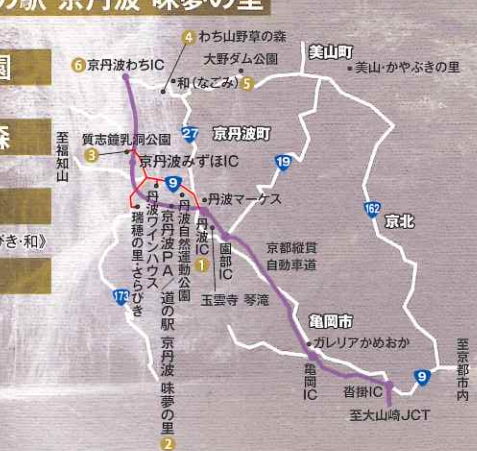 の駅 京丹波 味夢の里
園
森
びき・和》
④ わち山野草の森
大野ダム公園
美山町
⑥ 京丹波わちIC
和(なごみ) ⑤
美山・かやぶきの里
至福知山
質志鐘乳洞公園
③
27
京丹波町
京丹波みずほIC
19
9
162
京北
丹波マーケス
瑞穂の里・さらびき
丹波ワインハウス
京丹波PA/道の駅 京丹波 味夢の里
②
丹波自然運動公園
丹波IC
①
園部IC
京都縦貫
自動車道
玉雲寺 琴滝
173
亀岡市
ガレリアかめおか
亀岡IC
9
沓掛IC
至京都市内
至大山崎JCT